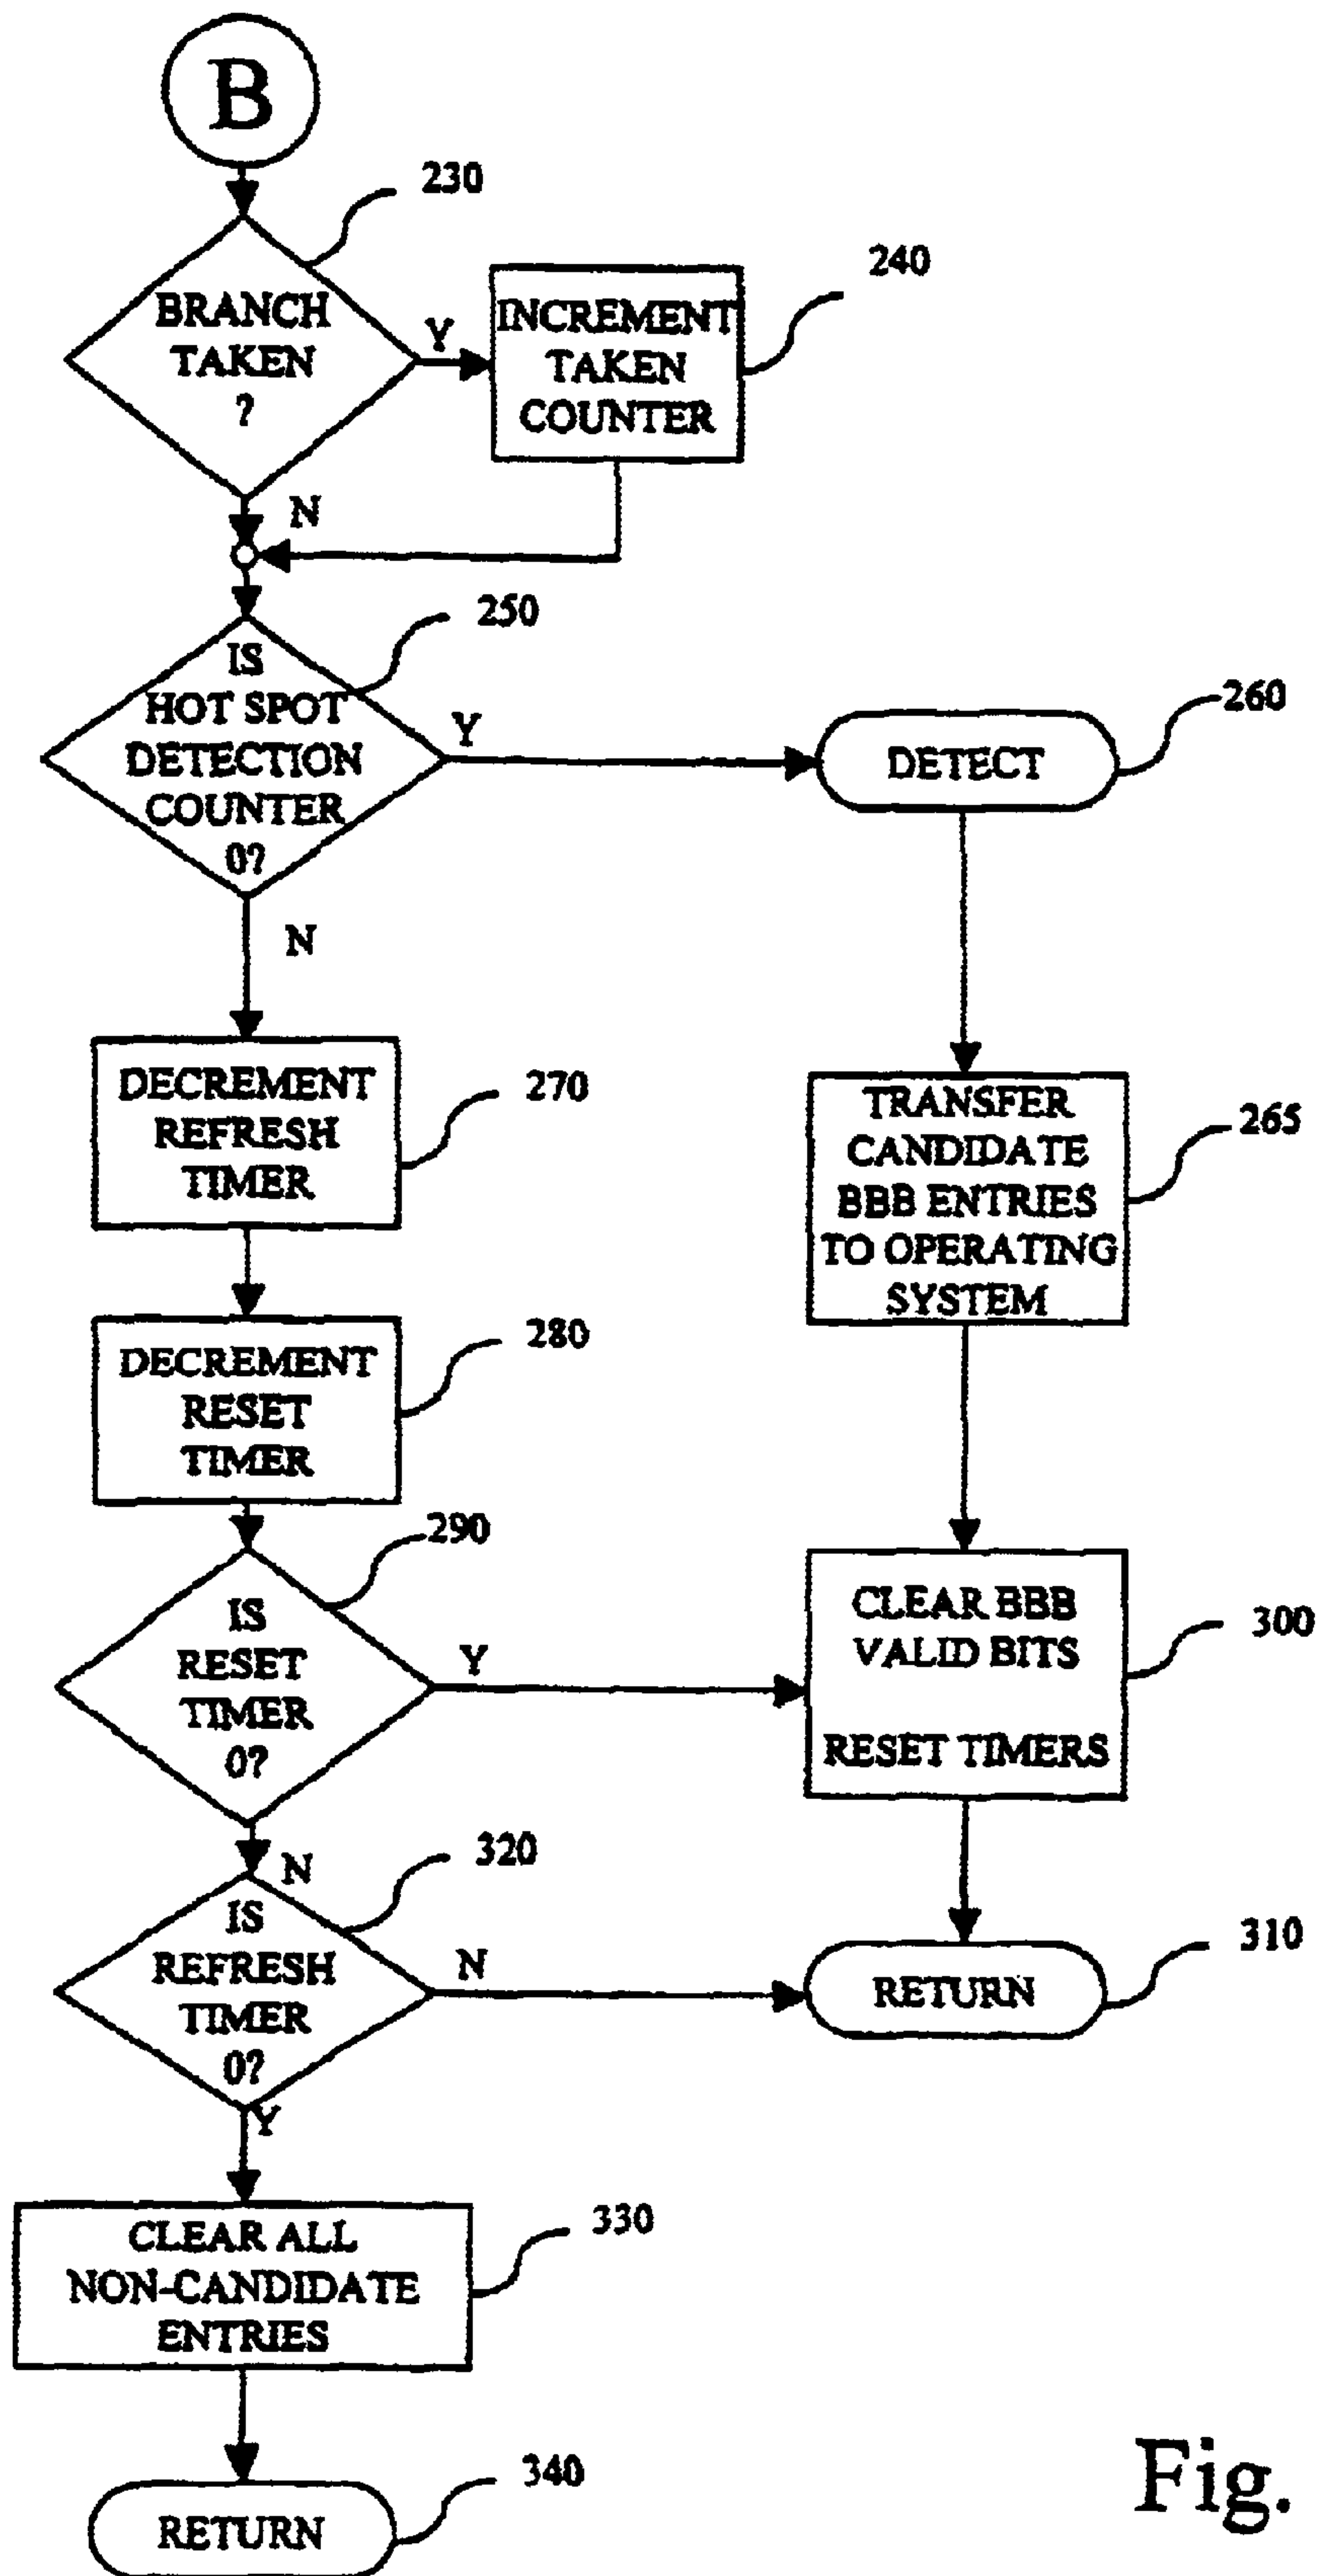 B
230
BRANCH
TAKEN
?
Y
INCREMENT
TAKEN
COUNTER
240
N
250
IS
HOT SPOT
DETECTION
COUNTER
0?
Y
DETECT
260
N
DECREMENT
REFRESH
TIMER
270
TRANSFER
CANDIDATE
BBB ENTRIES
TO OPERATING
SYSTEM
265
DECREMENT
RESET
TIMER
280
290
IS
RESET
TIMER
0?
Y
CLEAR BBB
VALID BITS
RESET TIMERS
300
N
320
IS
REFRESH
TIMER
0?
N
RETURN
310
Y
CLEAR ALL
NON-CANDIDATE
ENTRIES
330
RETURN
340
Fig.